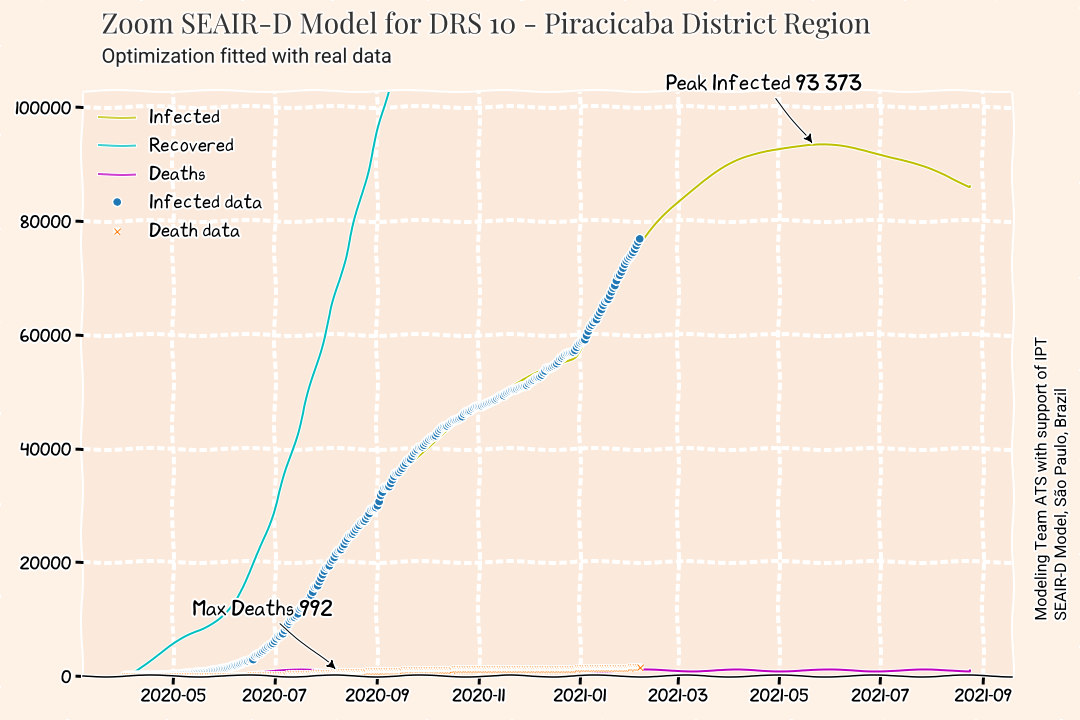 Zoom SEAIR-D Model for DRS 10 - Piracicaba District Region
Optimization fitted with real data
Peak Infected 93 373
100000
80000
60000
40000
20000
0
Infected
Recovered
Deaths
Infected data
Death data
Max Deaths 992
2020-05 2020-07 2020-09 2020-11 2021-01 2021-03 2021-05 2021-07 2021-09
Modeling Team ATS with support of IPT
SEAIR-D Model, São Paulo, Brazil